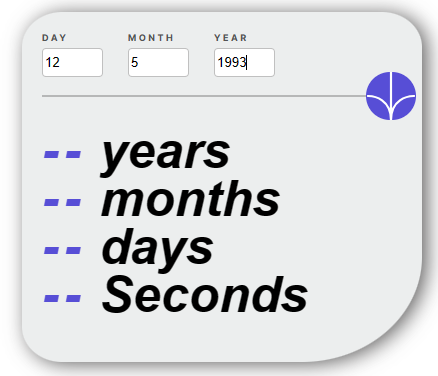 DAY MONTH YEAR
12 5 1993
-- years
-- months
-- days
-- Seconds